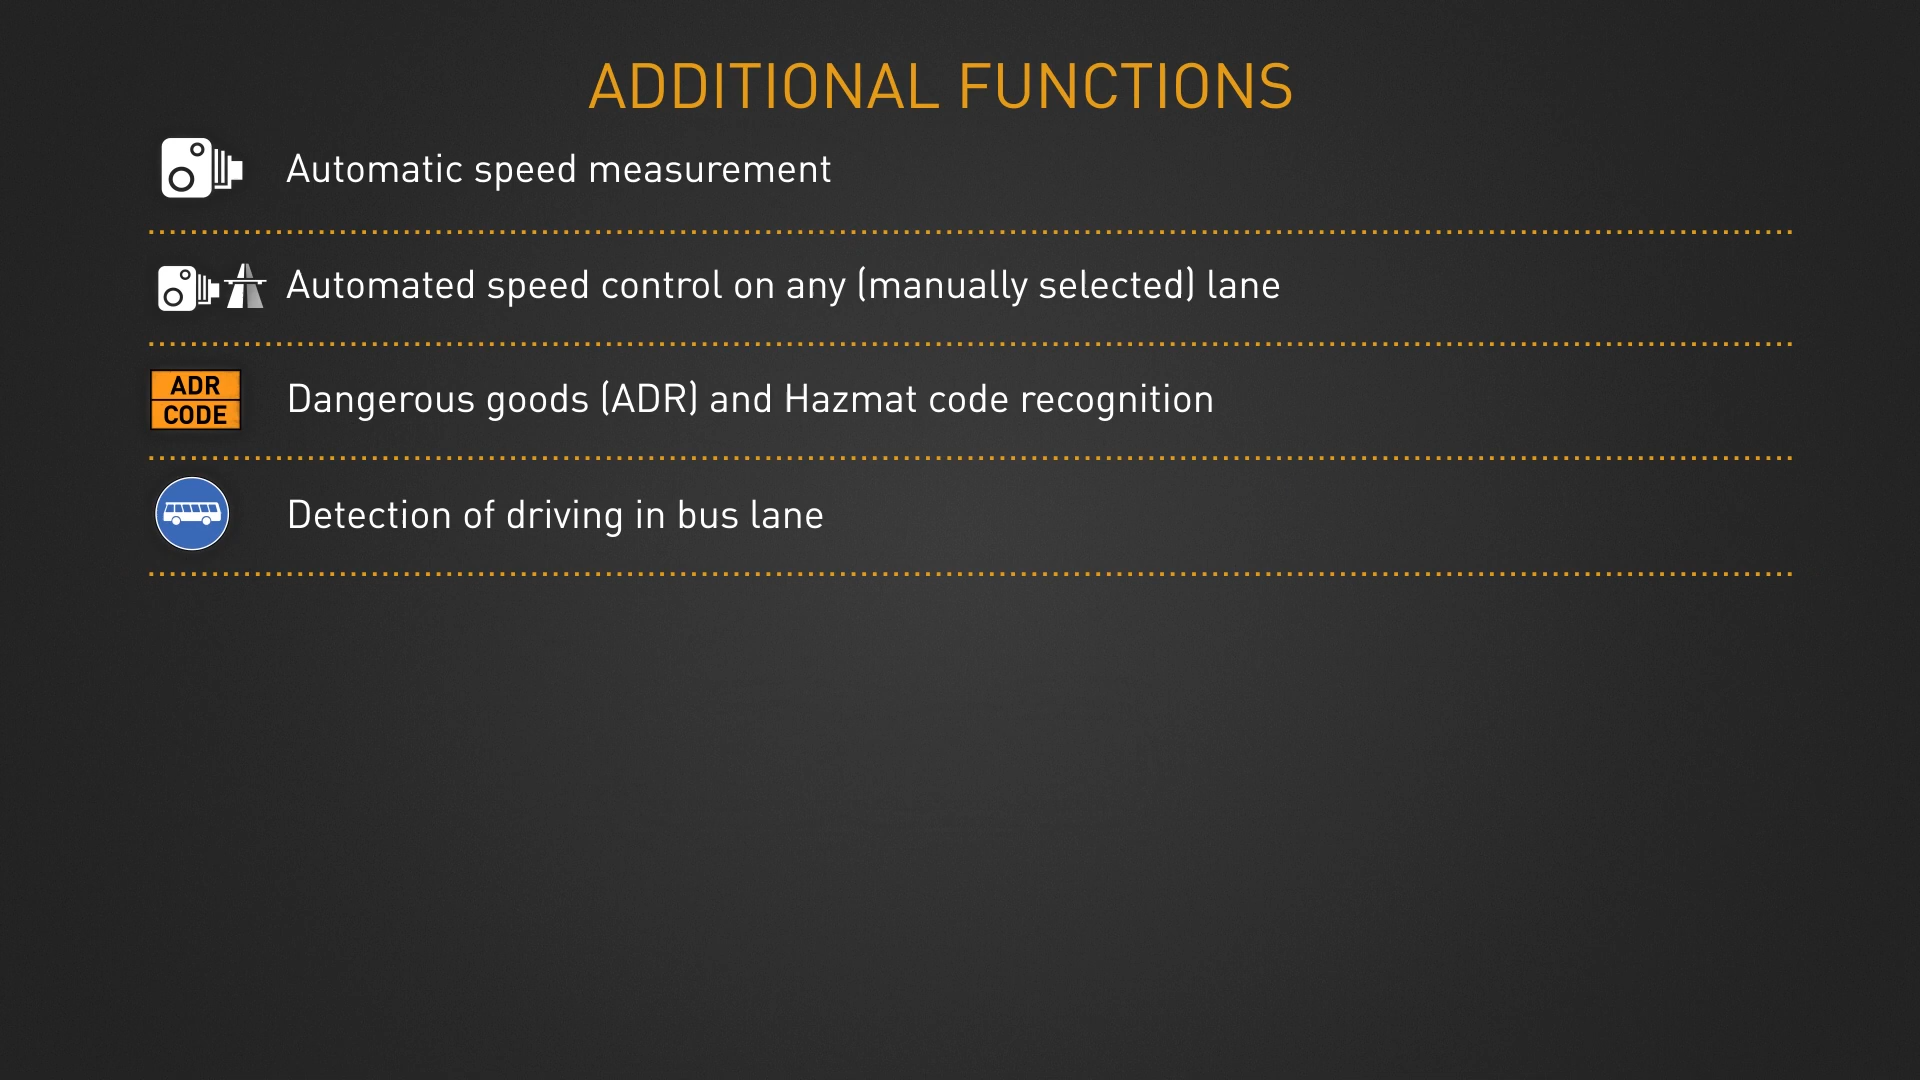 ADDITIONAL FUNCTIONS
Automatic speed measurement
Automated speed control on any (manually selected) lane
ADR
CODE
Dangerous goods (ADR) and Hazmat code recognition
Detection of driving in bus lane